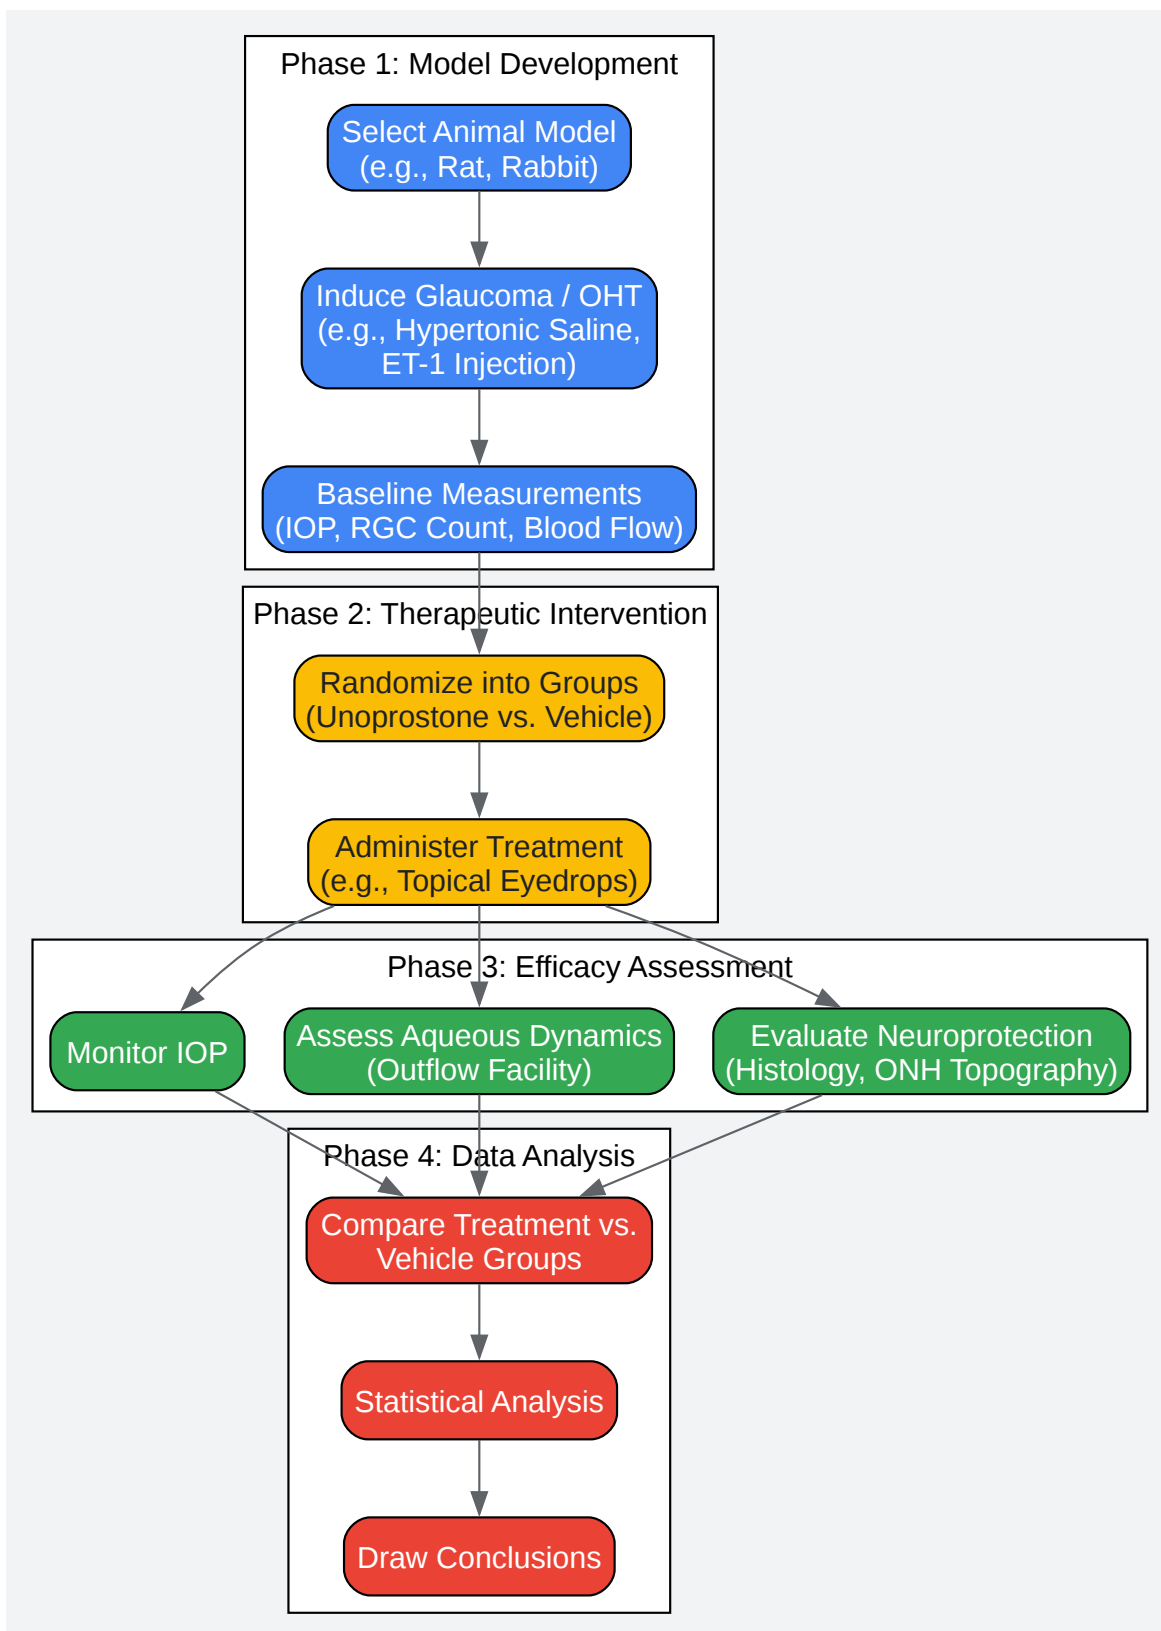 Phase 1: Model Development
Select Animal Model
(e.g., Rat, Rabbit)
Induce Glaucoma / OHT
(e.g., Hypertonic Saline,
ET-1 Injection)
Baseline Measurements
(IOP, RGC Count, Blood Flow)
Phase 2: Therapeutic Intervention
Randomize into Groups
(Unoprostone vs. Vehicle)
Administer Treatment
(e.g., Topical Eyedrops)
Phase 3: Efficacy Assessment
Monitor IOP
Assess Aqueous Dynamics
(Outflow Facility)
Evaluate Neuroprotection
(Histology, ONH Topography)
Phase 4: Data Analysis
Compare Treatment vs.
Vehicle Groups
Statistical Analysis
Draw Conclusions